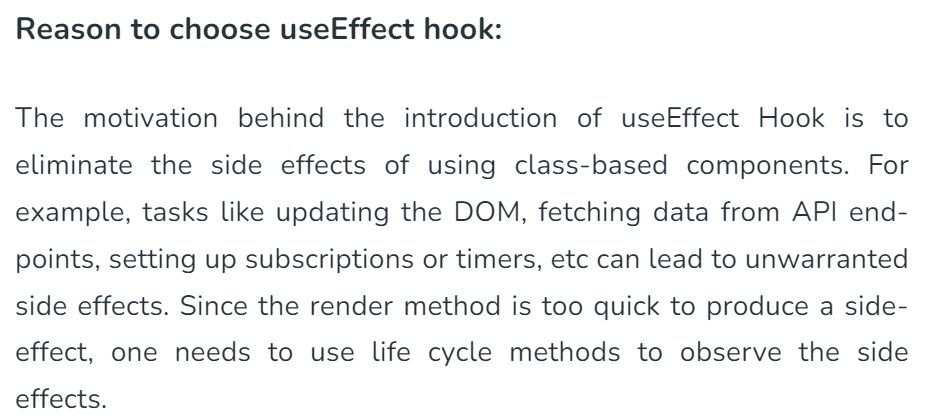 Reason to choose useEffect hook:
The motivation behind the introduction of useEffect Hook is to
eliminate the side effects of using class-based components. For
example, tasks like updating the DOM, fetching data from API end-
points, setting up subscriptions or timers, etc can lead to unwarranted
side effects. Since the render method is too quick to produce a side-
effect, one needs to use life cycle methods to observe the side
effects.